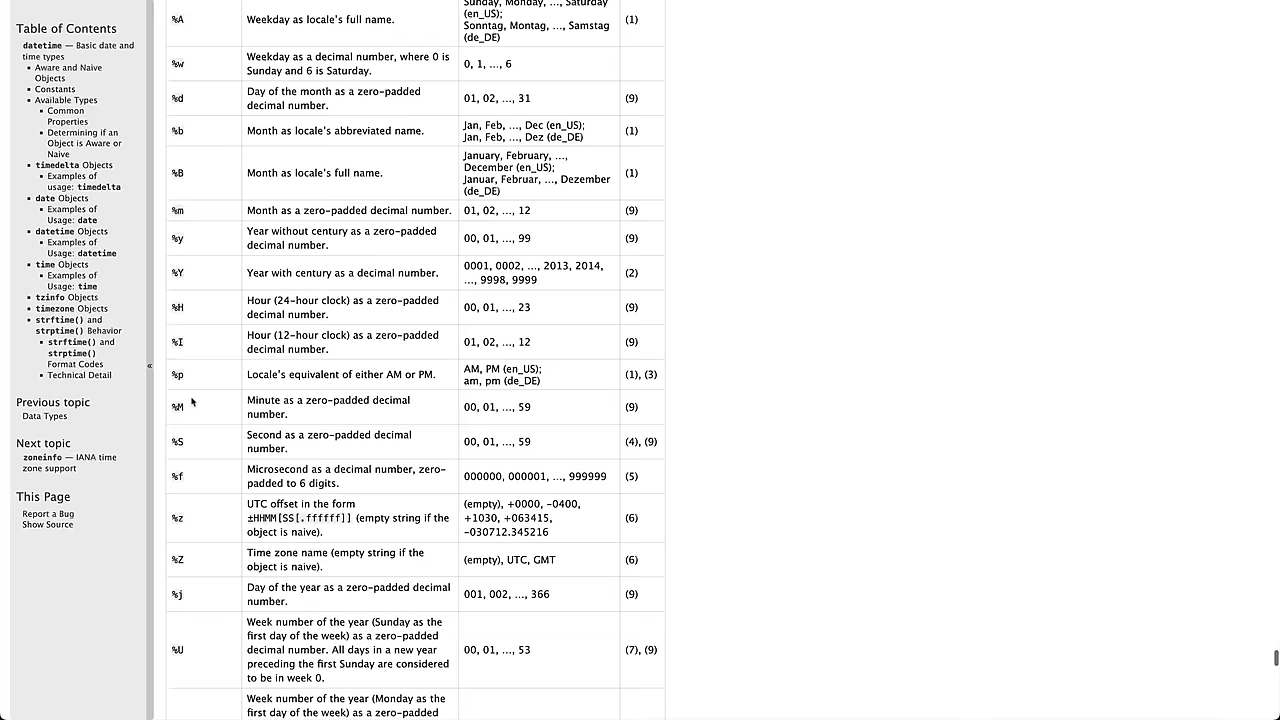 Table of Contents
datetime — Basic date and
time types
Aware and Naive
Objects
Constants
Available Types
Common
Properties
Determining if an
Object is Aware or
Naive
timedelta Objects
Examples of
usage: timedelta
date Objects
Examples of
Usage: date
datetime Objects
Examples of
Usage: datetime
time Objects
Examples of
Usage: time
tzinfo Objects
timezone Objects
strftime() and
strptime() Behavior
strftime() and
strptime()
Format Codes
Technical Detail
Previous topic
Data Types
Next topic
zoneinfo — IANA time
zone support
This Page
Report a Bug
Show Source
«
%A Weekday as locale's full name. Sunday, Monday, …, Saturday
(en_US);
Sonntag, Montag, …, Samstag
(de_DE) (1)
%w Weekday as a decimal number, where 0 is
Sunday and 6 is Saturday. 0, 1, …, 6
%d Day of the month as a zero-padded
decimal number. 01, 02, …, 31 (9)
%b Month as locale's abbreviated name. Jan, Feb, …, Dec (en_US);
Jan, Feb, …, Dez (de_DE) (1)
%B Month as locale's full name. January, February, …,
December (en_US);
Januar, Februar, …, Dezember
(de_DE) (1)
%m Month as a zero-padded decimal number. 01, 02, …, 12 (9)
%y Year without century as a zero-padded
decimal number. 00, 01, …, 99 (9)
%Y Year with century as a decimal number. 0001, 0002, …, 2013, 2014,
…, 9998, 9999 (2)
%H Hour (24-hour clock) as a zero-padded
decimal number. 00, 01, …, 23 (9)
%I Hour (12-hour clock) as a zero-padded
decimal number. 01, 02, …, 12 (9)
%p Locale's equivalent of either AM or PM. AM, PM (en_US);
am, pm (de_DE) (1), (3)
%M Minute as a zero-padded decimal
number. 00, 01, …, 59 (9)
%S Second as a zero-padded decimal
number. 00, 01, …, 59 (4), (9)
%f Microsecond as a decimal number, zero-
padded to 6 digits. 000000, 000001, …, 999999 (5)
%z UTC offset in the form
±HHMM[SS[.ffffff]] (empty string if the
object is naive). (empty), +0000, -0400,
+1030, +063415,
-030712.345216 (6)
%Z Time zone name (empty string if the
object is naive). (empty), UTC, GMT (6)
%j Day of the year as a zero-padded decimal
number. 001, 002, …, 366 (9)
%U Week number of the year (Sunday as the
first day of the week) as a zero-padded
decimal number. All days in a new year
preceding the first Sunday are considered
to be in week 0. 00, 01, …, 53 (7), (9)
Week number of the year (Monday as the
first day of the week) as a zero-padded